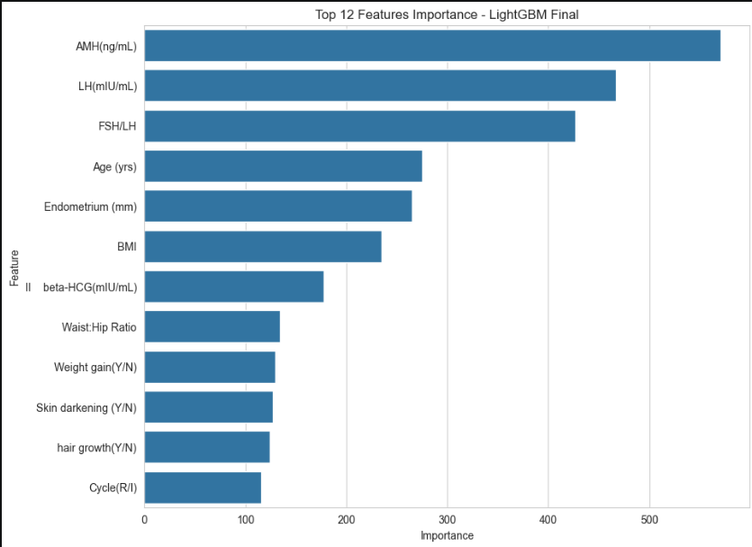 Top 12 Features Importance - LightGBM Final
AMH(ng/mL)
LH(mIU/mL)
FSH/LH
Age (yrs)
Endometrium (mm)
BMI
II    beta-HCG(mIU/mL)
Waist:Hip Ratio
Weight gain(Y/N)
Skin darkening (Y/N)
hair growth(Y/N)
Cycle(R/I)
Feature
0 100 200 300 400 500
Importance